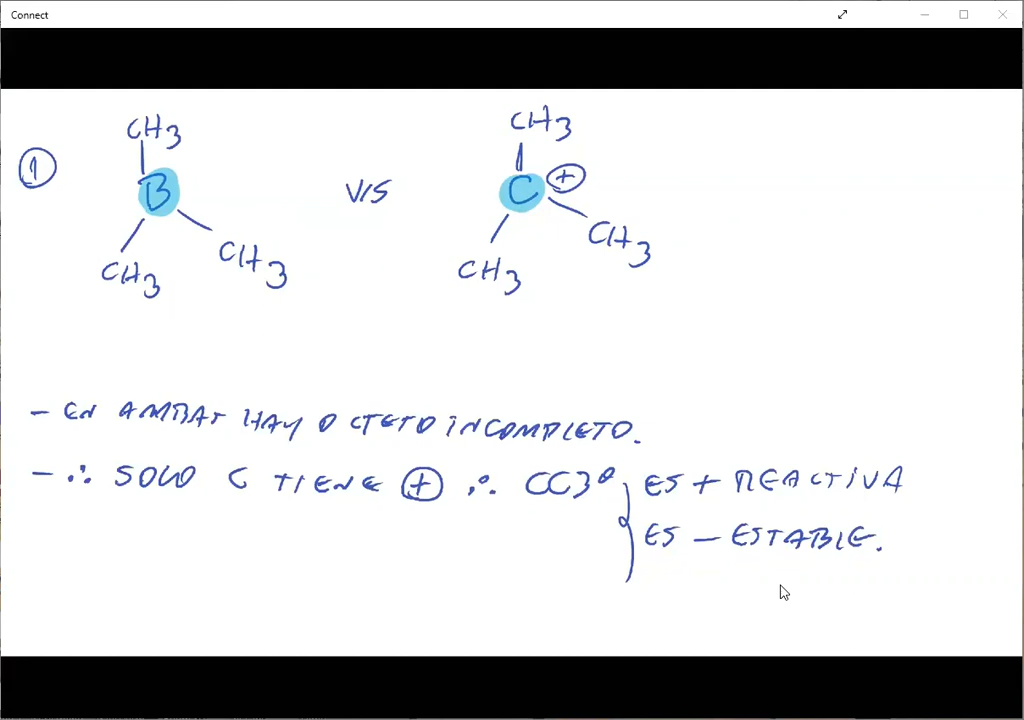 Connect
CH3
CH3
①
B
V/S
C ⊕
CH3
CH3
CH3
CH3
- EN AMBAS HAY OCTETO INCOMPLETO.
- ∴ SOLO C TIENE ⊕ ∴ CC3° ES + REACTIVA
ES - ESTABLE.